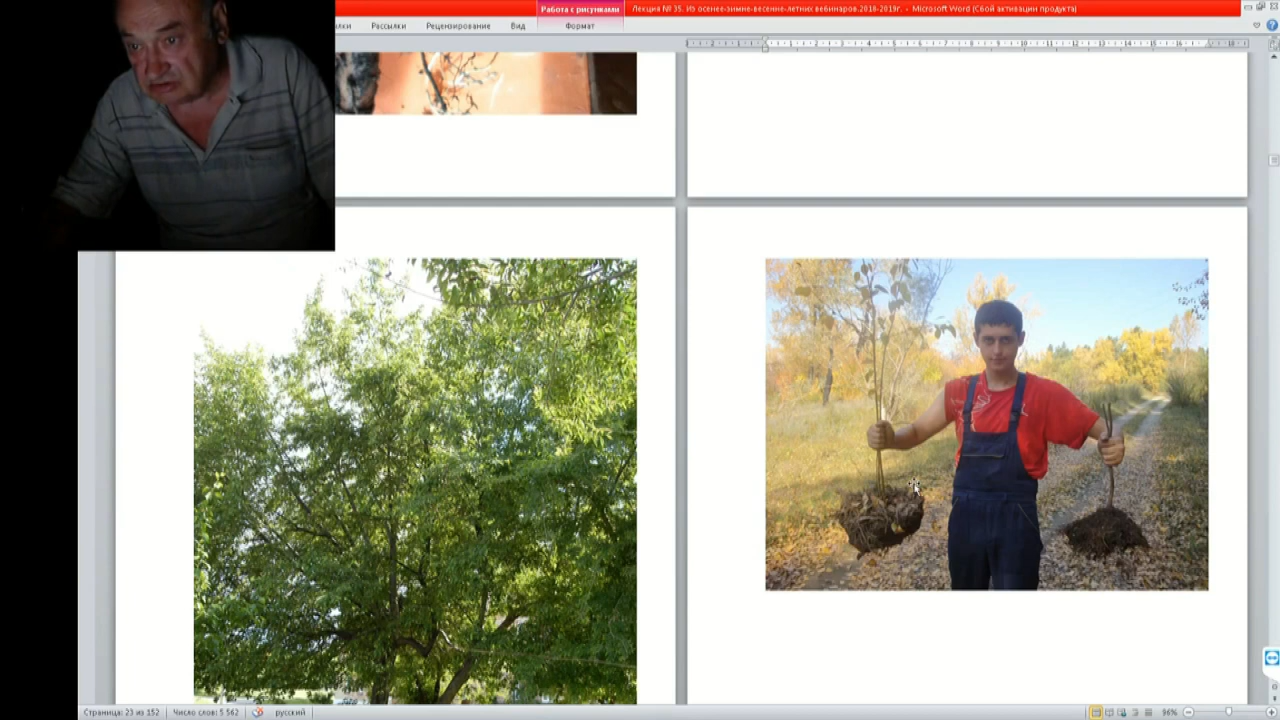 Работа с рисунками
Лекция № 35. Из осенне-зимне-весенне-летних вебинаров.2018-2019г. - Microsoft Word (Сбой активации продукта)
Рассылки
Рецензирование
Вид
Формат
Страница: 23 из 152
Число слов: 5 562
русский
96%